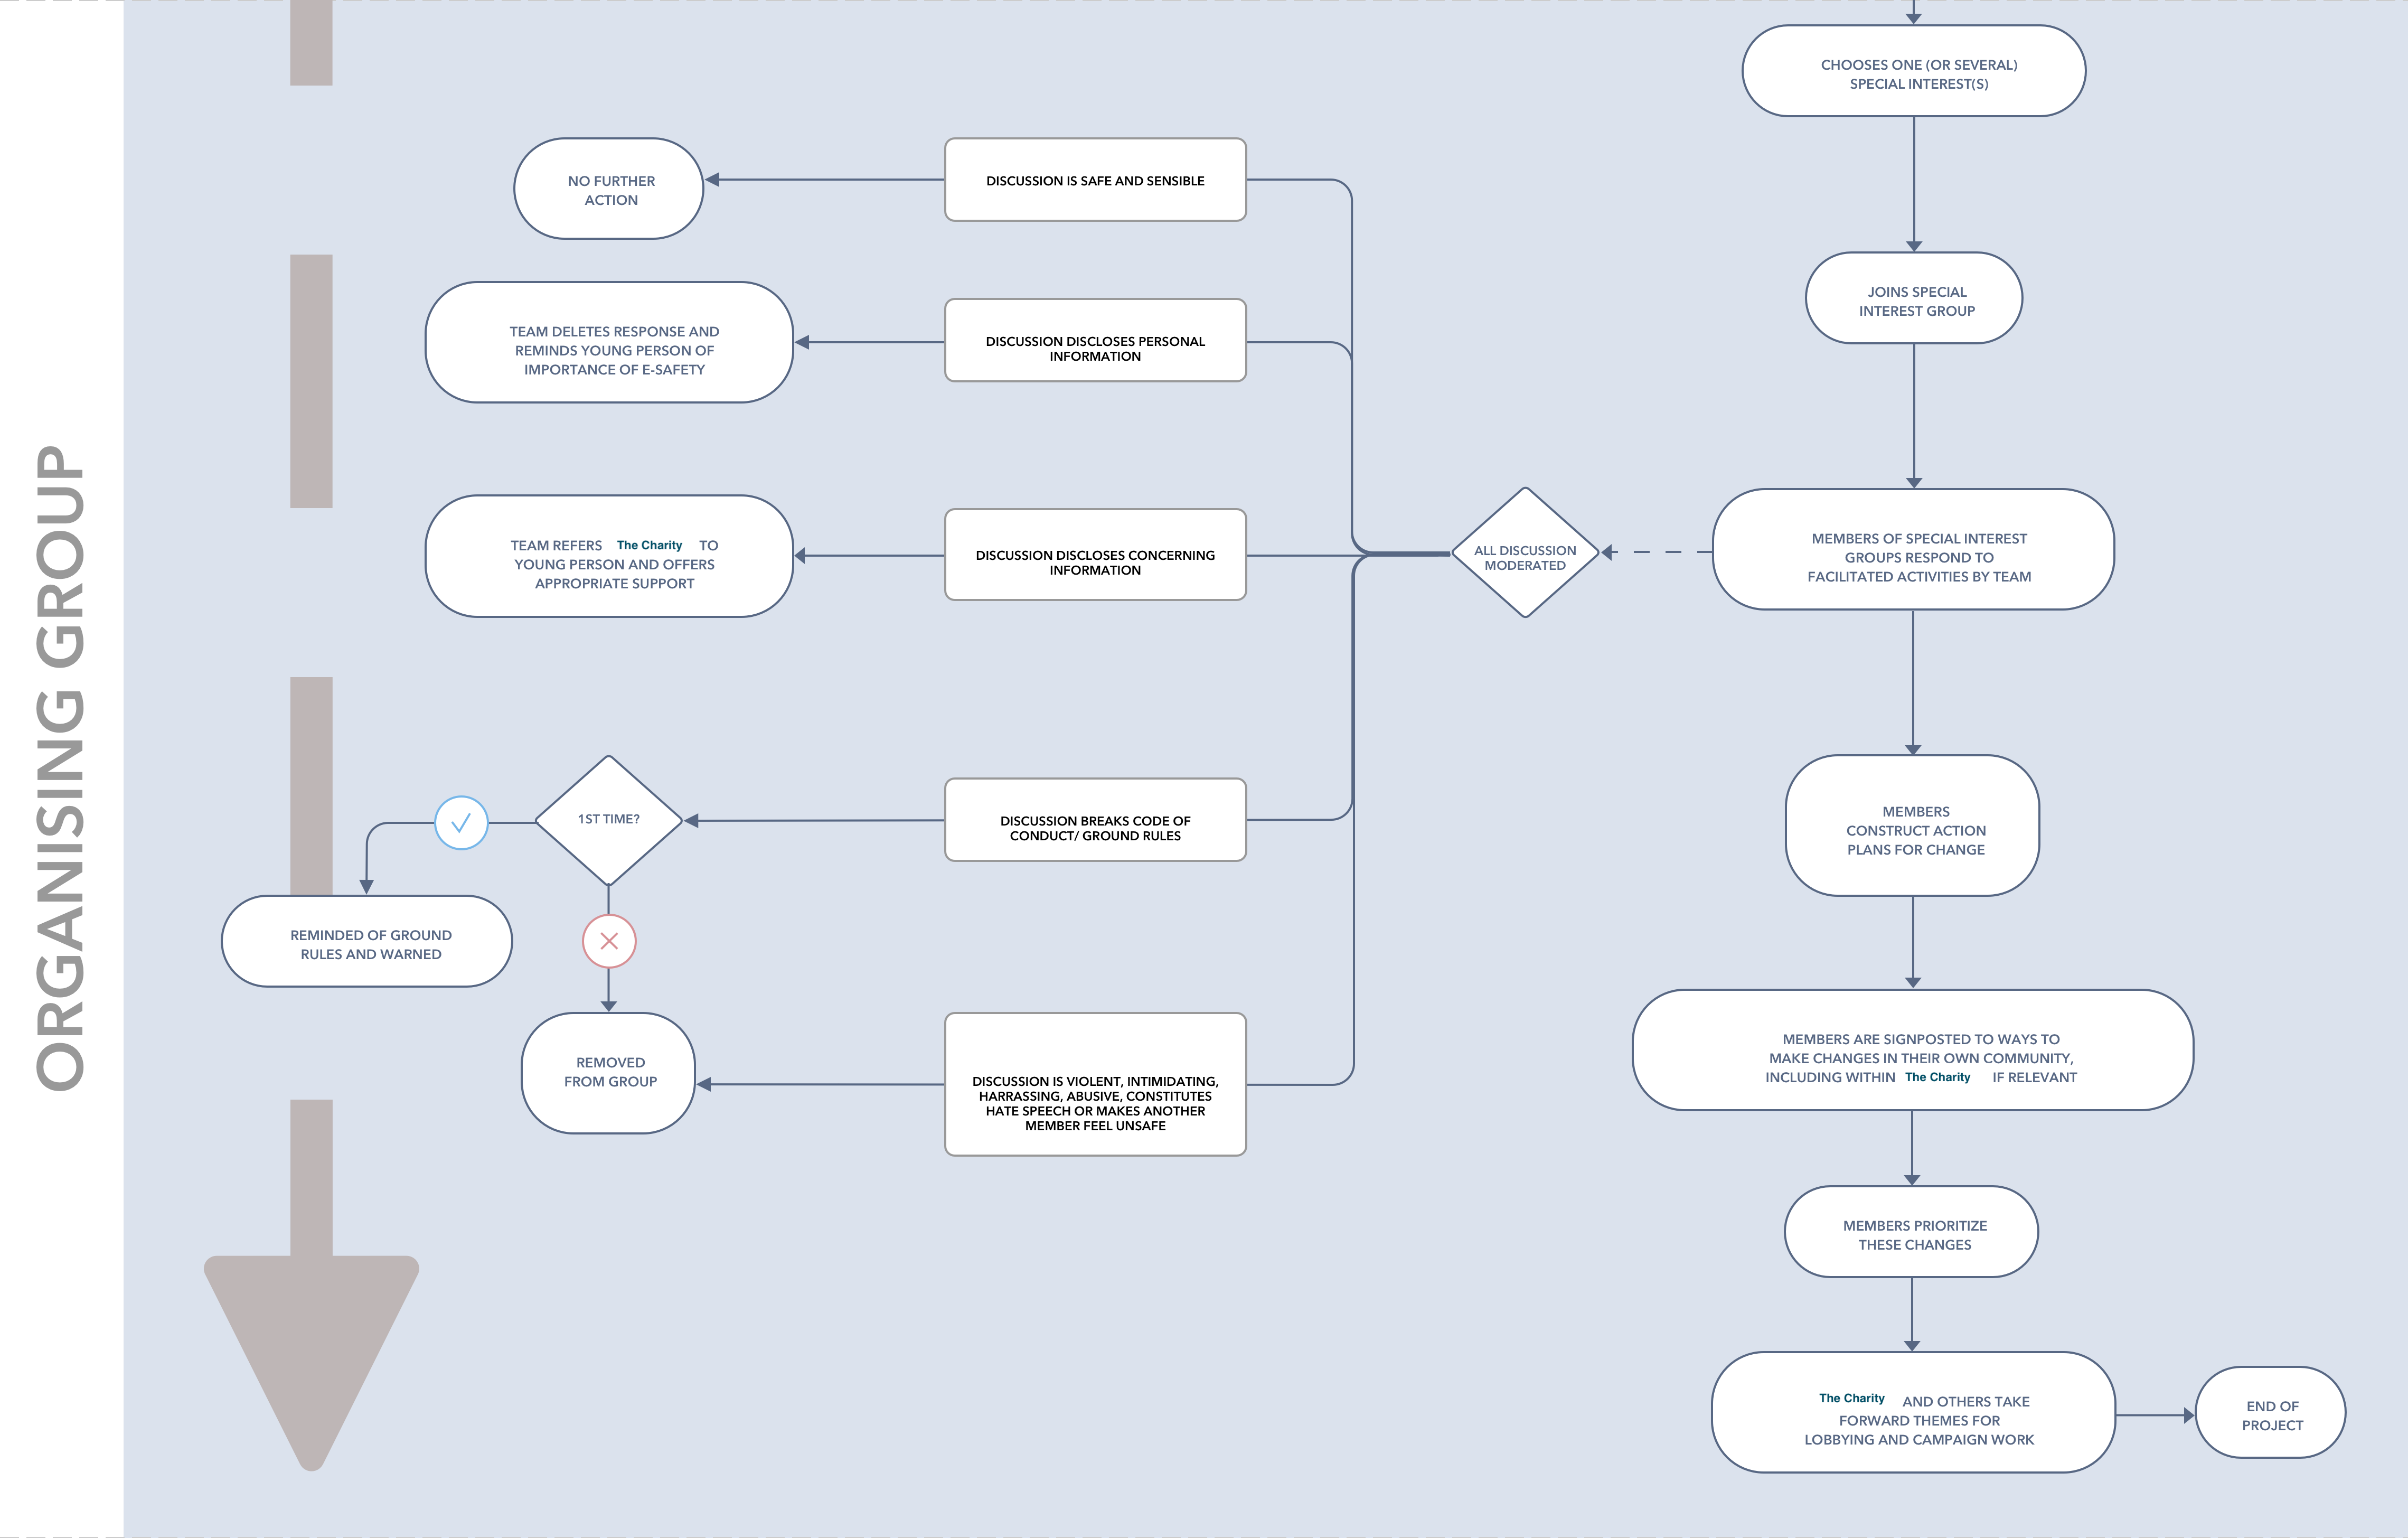 ORGANISING GROUP
CHOOSES ONE (OR SEVERAL)
SPECIAL INTEREST(S)
JOINS SPECIAL
INTEREST GROUP
MEMBERS OF SPECIAL INTEREST
GROUPS RESPOND TO
FACILITATED ACTIVITIES BY TEAM
ALL DISCUSSION
MODERATED
DISCUSSION IS SAFE AND SENSIBLE
NO FURTHER
ACTION
DISCUSSION DISCLOSES PERSONAL
INFORMATION
TEAM DELETES RESPONSE AND
REMINDS YOUNG PERSON OF
IMPORTANCE OF E-SAFETY
DISCUSSION DISCLOSES CONCERNING
INFORMATION
TEAM REFERS The Charity TO
YOUNG PERSON AND OFFERS
APPROPRIATE SUPPORT
DISCUSSION BREAKS CODE OF
CONDUCT/ GROUND RULES
1ST TIME?
REMINDED OF GROUND
RULES AND WARNED
REMOVED
FROM GROUP
DISCUSSION IS VIOLENT, INTIMIDATING,
HARRASSING, ABUSIVE, CONSTITUTES
HATE SPEECH OR MAKES ANOTHER
MEMBER FEEL UNSAFE
MEMBERS
CONSTRUCT ACTION
PLANS FOR CHANGE
MEMBERS ARE SIGNPOSTED TO WAYS TO
MAKE CHANGES IN THEIR OWN COMMUNITY,
INCLUDING WITHIN The Charity IF RELEVANT
MEMBERS PRIORITIZE
THESE CHANGES
The Charity AND OTHERS TAKE
FORWARD THEMES FOR
LOBBYING AND CAMPAIGN WORK
END OF
PROJECT